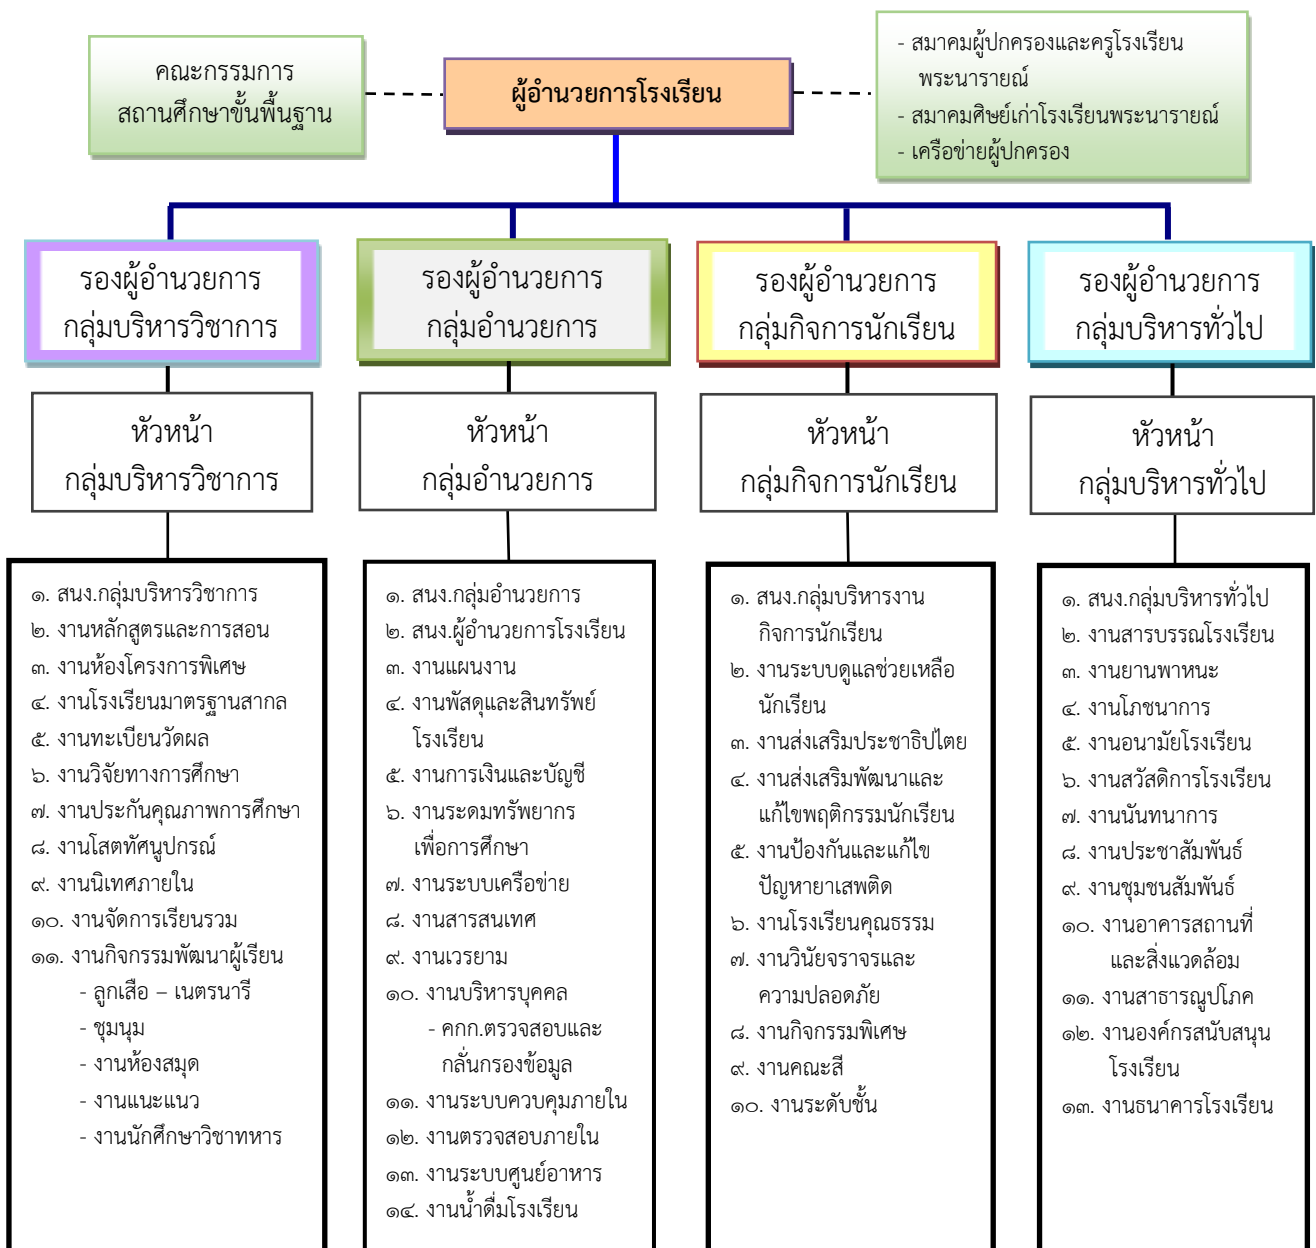 คณะกรรมการ
สถานศึกษาขั้นพื้นฐาน
ผู้อำนวยการโรงเรียน
- สมาคมผู้ปกครองและครูโรงเรียน
พระนารายณ์
- สมาคมศิษย์เก่าโรงเรียนพระนารายณ์
- เครือข่ายผู้ปกครอง
รองผู้อำนวยการ
กลุ่มบริหารวิชาการ
รองผู้อำนวยการ
กลุ่มอำนวยการ
รองผู้อำนวยการ
กลุ่มกิจการนักเรียน
รองผู้อำนวยการ
กลุ่มบริหารทั่วไป
หัวหน้า
กลุ่มบริหารวิชาการ
หัวหน้า
กลุ่มอำนวยการ
หัวหน้า
กลุ่มกิจการนักเรียน
หัวหน้า
กลุ่มบริหารทั่วไป
๑. สนง.กลุ่มบริหารวิชาการ
๒. งานหลักสูตรและการสอน
๓. งานห้องโครงการพิเศษ
๔. งานโรงเรียนมาตรฐานสากล
๕. งานทะเบียนวัดผล
๖. งานวิจัยทางการศึกษา
๗. งานประกันคุณภาพการศึกษา
๘. งานโสตทัศนูปกรณ์
๙. งานนิเทศภายใน
๑๐. งานจัดการเรียนรวม
๑๑. งานกิจกรรมพัฒนาผู้เรียน
- ลูกเสือ – เนตรนารี
- ชุมนุม
- งานห้องสมุด
- งานแนะแนว
- งานนักศึกษาวิชาทหาร
๑. สนง.กลุ่มอำนวยการ
๒. สนง.ผู้อำนวยการโรงเรียน
๓. งานแผนงาน
๔. งานพัสดุและสินทรัพย์
โรงเรียน
๕. งานการเงินและบัญชี
๖. งานระดมทรัพยากร
เพื่อการศึกษา
๗. งานระบบเครือข่าย
๘. งานสารสนเทศ
๙. งานเวรยาม
๑๐. งานบริหารบุคคล
- คกก.ตรวจสอบและ
กลั่นกรองข้อมูล
๑๑. งานระบบควบคุมภายใน
๑๒. งานตรวจสอบภายใน
๑๓. งานระบบศูนย์อาหาร
๑๔. งานน้ำดื่มโรงเรียน
๑. สนง.กลุ่มบริหารงาน
กิจการนักเรียน
๒. งานระบบดูแลช่วยเหลือ
นักเรียน
๓. งานส่งเสริมประชาธิปไตย
๔. งานส่งเสริมพัฒนาและ
แก้ไขพฤติกรรมนักเรียน
๕. งานป้องกันและแก้ไข
ปัญหายาเสพติด
๖. งานโรงเรียนคุณธรรม
๗. งานวินัยจราจรและ
ความปลอดภัย
๘. งานกิจกรรมพิเศษ
๙. งานคณะสี
๑๐. งานระดับชั้น
๑. สนง.กลุ่มบริหารทั่วไป
๒. งานสารบรรณโรงเรียน
๓. งานยานพาหนะ
๔. งานโภชนาการ
๕. งานอนามัยโรงเรียน
๖. งานสวัสดิการโรงเรียน
๗. งานนันทนาการ
๘. งานประชาสัมพันธ์
๙. งานชุมชนสัมพันธ์
๑๐. งานอาคารสถานที่
และสิ่งแวดล้อม
๑๑. งานสาธารณูปโภค
๑๒. งานองค์กรสนับสนุน
โรงเรียน
๑๓. งานธนาคารโรงเรียน